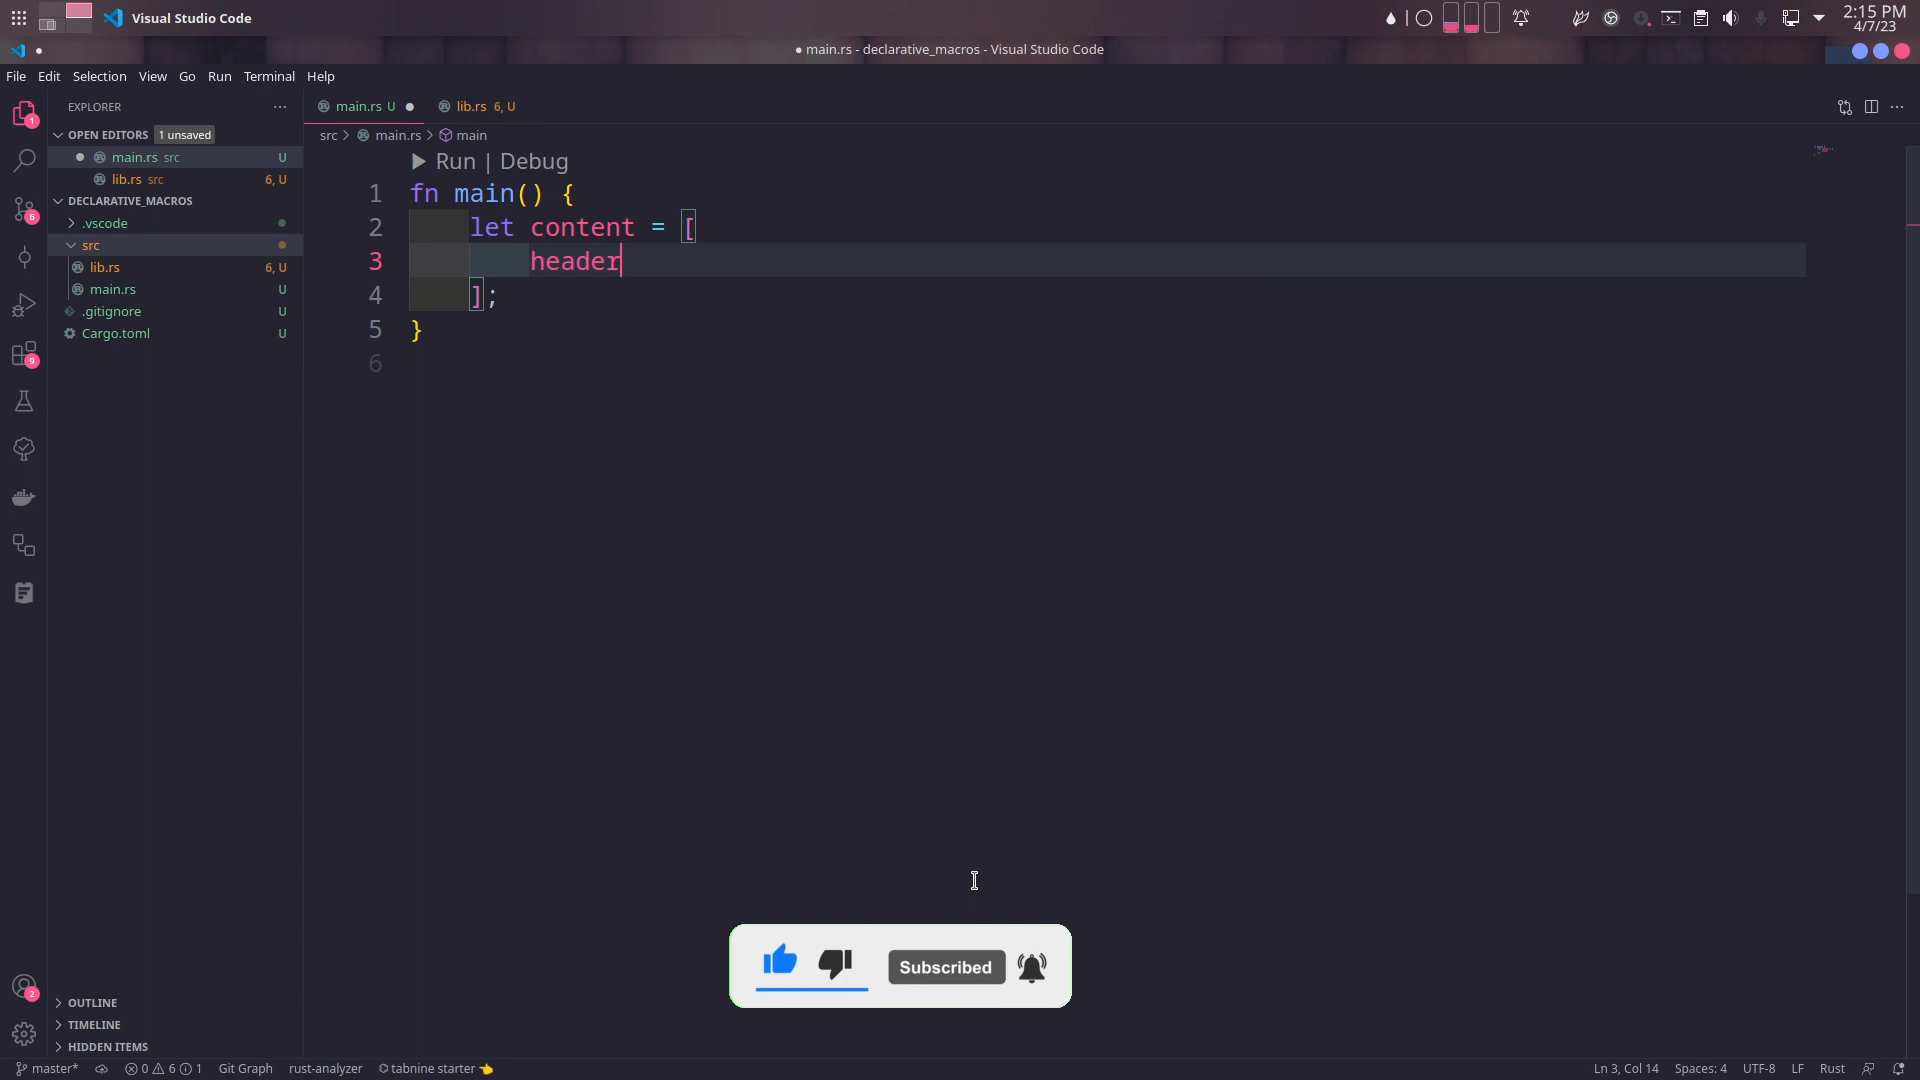 Visual Studio Code
2:15 PM
4/7/23
● main.rs - declarative_macros - Visual Studio Code
File Edit Selection View Go Run Terminal Help
EXPLORER
main.rs U ●
lib.rs 6, U
OPEN EDITORS 1 unsaved
src > main.rs > main
main.rs src U
lib.rs src 6, U
DECLARATIVE_MACROS
.vscode
src
lib.rs 6, U
main.rs U
.gitignore U
Cargo.toml U
Run | Debug
1 fn main() {
2 let content = [
3 header
4 ];
5 }
6
1
6
9
2
Subscribed
OUTLINE
TIMELINE
HIDDEN ITEMS
master* 0 6 1 Git Graph rust-analyzer tabnine starter 👈 Ln 3, Col 14 Spaces: 4 UTF-8 LF Rust